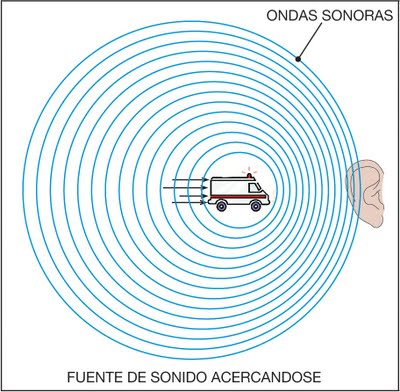 ONDAS SONORAS
FUENTE DE SONIDO ACERCANDOSE